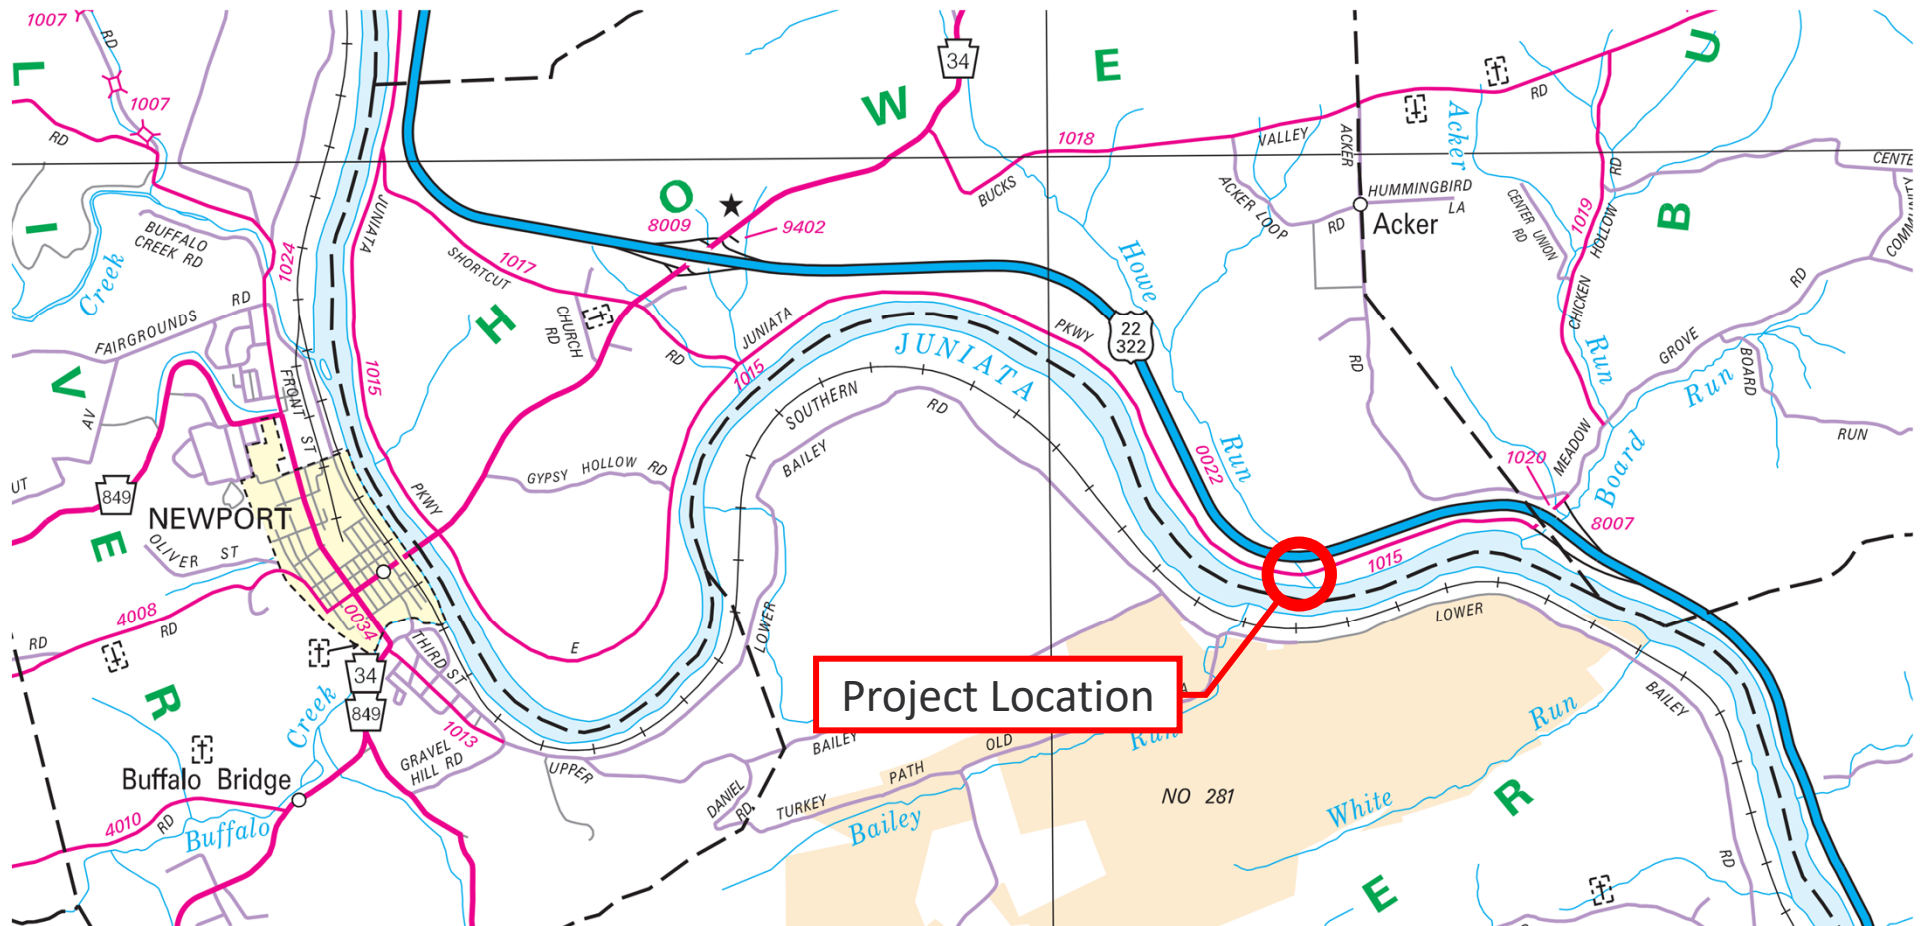 1007
RD
34
E
U
L
1007
RD
W
RD
Acker
1018
VALLEY
ACKER
RD
CENTE
BUCKS
HUMMINGBIRD
LA
ACKER LOOP
RD
Acker
CENTER UNION
RD
1019
HOLLOW
B
COMMUNITY
I
BUFFALO
CREEK RD
Creek
1024
JUNIATA
O
8009
9402
SHORTCUT
1017
Howe
CHICKEN
RD
RD
FAIRGROUNDS
H
CHURCH
RD
JUNIATA
PKWY
22
322
JUNIATA
Run
GROVE
BOARD
Run
V
AV
1015
FRONT
ST
RD
1015
SOUTHERN
RD
BAILEY
RD
RUN
UT
849
NEWPORT
PKWY
GYPSY HOLLOW RD
0022
Run
1020
MEADOW
Board
8007
E
OLIVER ST
1015
4008
RD
RD
0034
THIRD ST
E
LOWER
LOWER
Project Location
A
34
849
R
Creek
1013
GRAVEL
HILL RD
BAILEY
OLD
Run
Run
BAILEY
Buffalo Bridge
UPPER
DANIEL
RD
TURKEY
PATH
NO 281
Bailey
White
R
4010
RD
Buffalo
RD
E